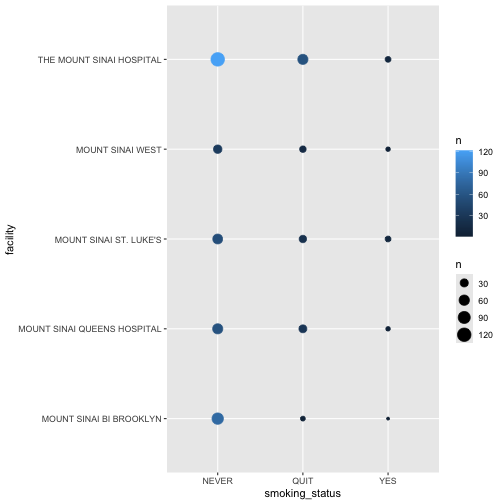 facility
THE MOUNT SINAI HOSPITAL
MOUNT SINAI WEST
MOUNT SINAI ST. LUKE'S
MOUNT SINAI QUEENS HOSPITAL
MOUNT SINAI BI BROOKLYN
NEVER QUIT YES
smoking_status
n
120
90
60
30
n
30
60
90
120